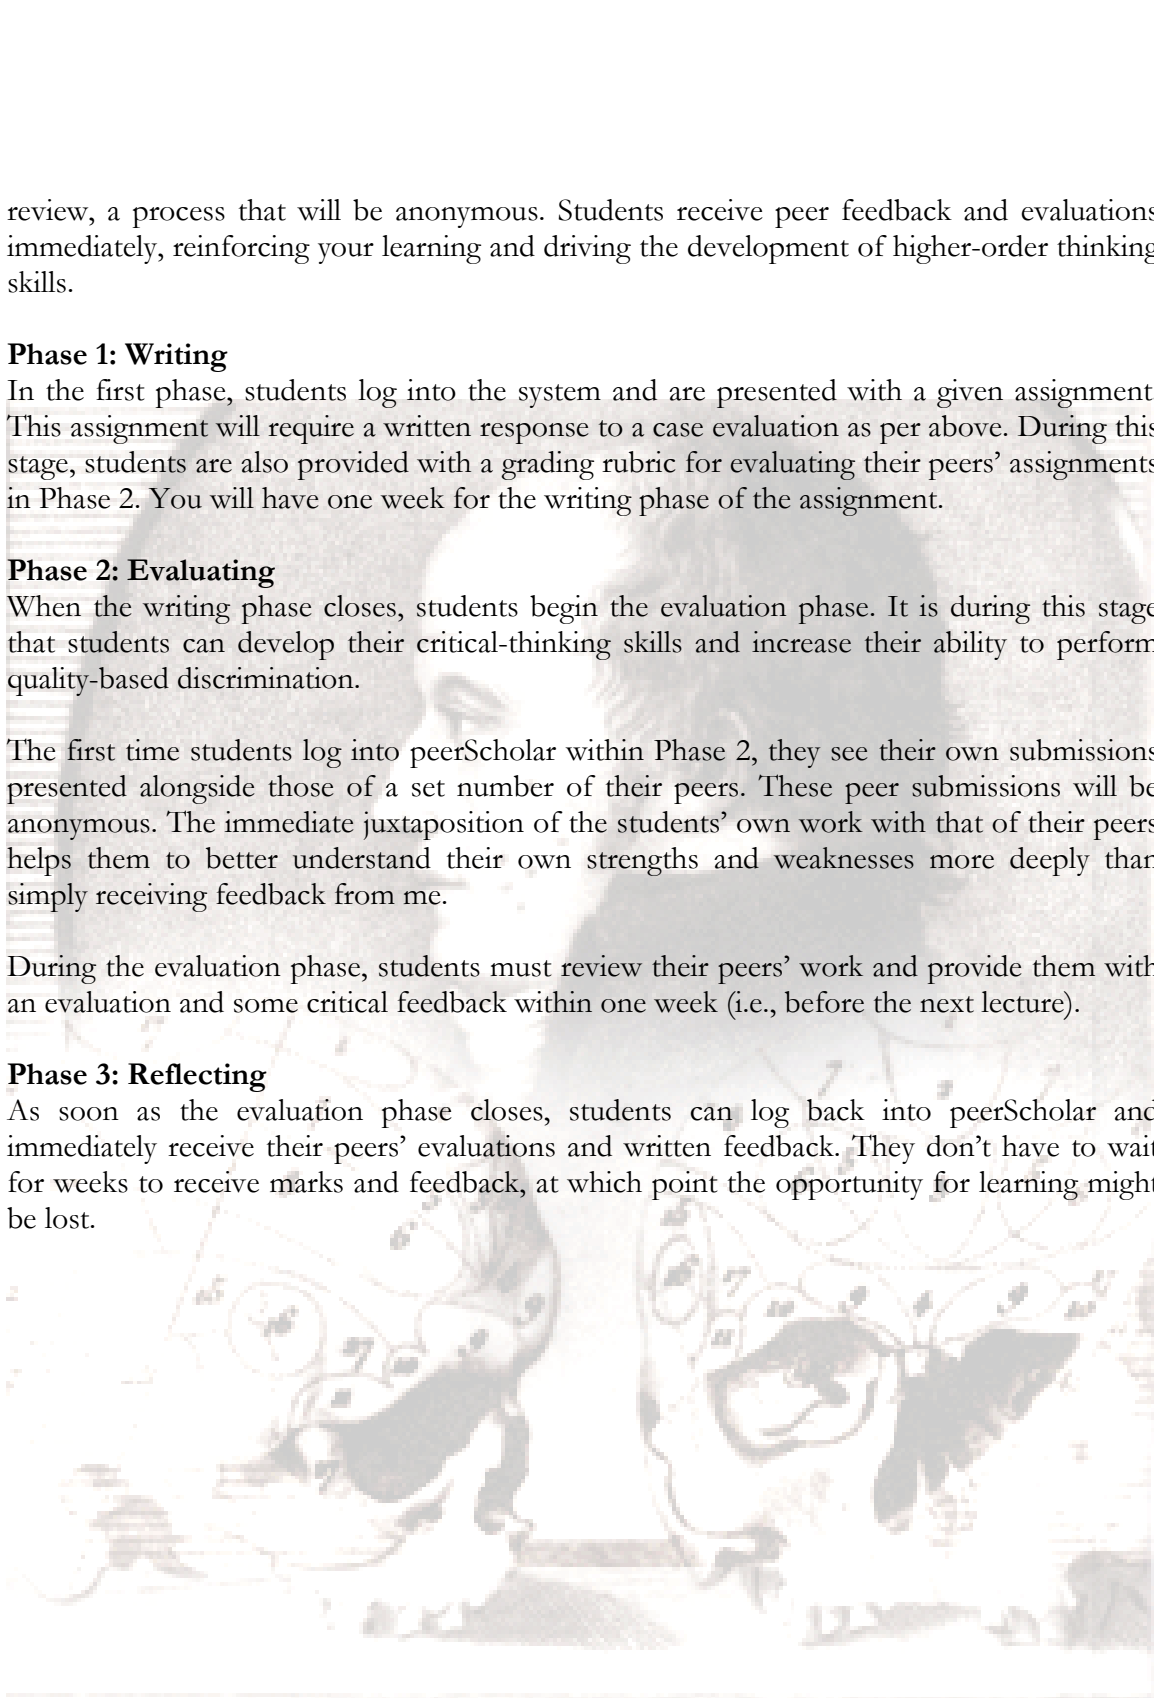 review, a process that will be anonymous. Students receive peer feedback and evaluations
immediately, reinforcing your learning and driving the development of higher-order thinking
skills.
Phase 1: Writing
In the first phase, students log into the system and are presented with a given assignment.
This assignment will require a written response to a case evaluation as per above. During this
stage, students are also provided with a grading rubric for evaluating their peers’ assignments
in Phase 2. You will have one week for the writing phase of the assignment.
Phase 2: Evaluating
When the writing phase closes, students begin the evaluation phase. It is during this stage
that students can develop their critical-thinking skills and increase their ability to perform
quality-based discrimination.
The first time students log into peerScholar within Phase 2, they see their own submissions
presented alongside those of a set number of their peers. These peer submissions will be
anonymous. The immediate juxtaposition of the students’ own work with that of their peers
helps them to better understand their own strengths and weaknesses more deeply than
simply receiving feedback from me.
During the evaluation phase, students must review their peers’ work and provide them with
an evaluation and some critical feedback within one week (i.e., before the next lecture).
Phase 3: Reflecting
As soon as the evaluation phase closes, students can log back into peerScholar and
immediately receive their peers’ evaluations and written feedback. They don’t have to wait
for weeks to receive marks and feedback, at which point the opportunity for learning might
be lost.